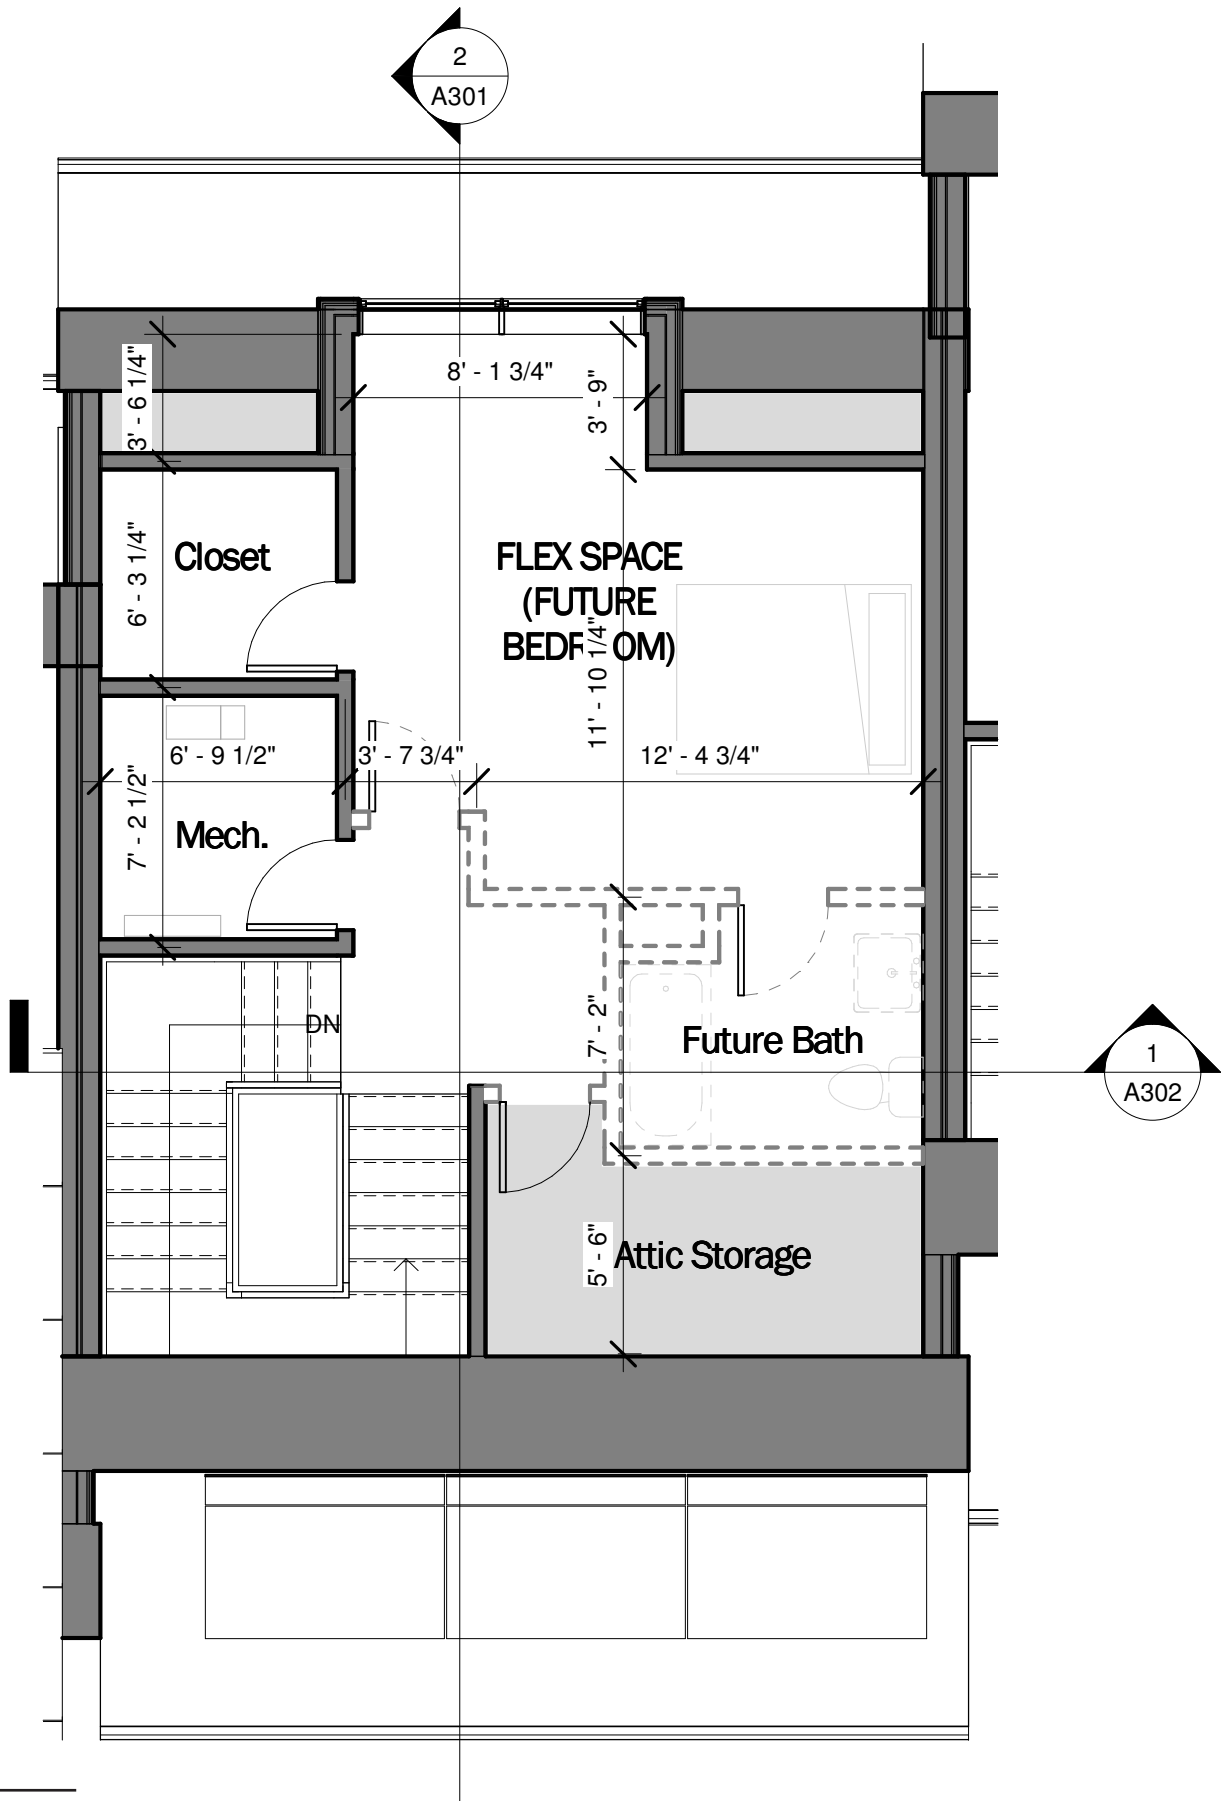 2
A301
8' - 1 3/4"
3' - 6 1/4"
3' - 9"
Closet
6' - 3 1/4"
FLEX SPACE
(FUTURE
BEDR OM)
11' - 10 1/4"
6' - 9 1/2"
3' - 7 3/4"
12' - 4 3/4"
7' - 2 1/2"
Mech.
DN
7' - 2"
Future Bath
1
A302
5' - 6"
Attic Storage